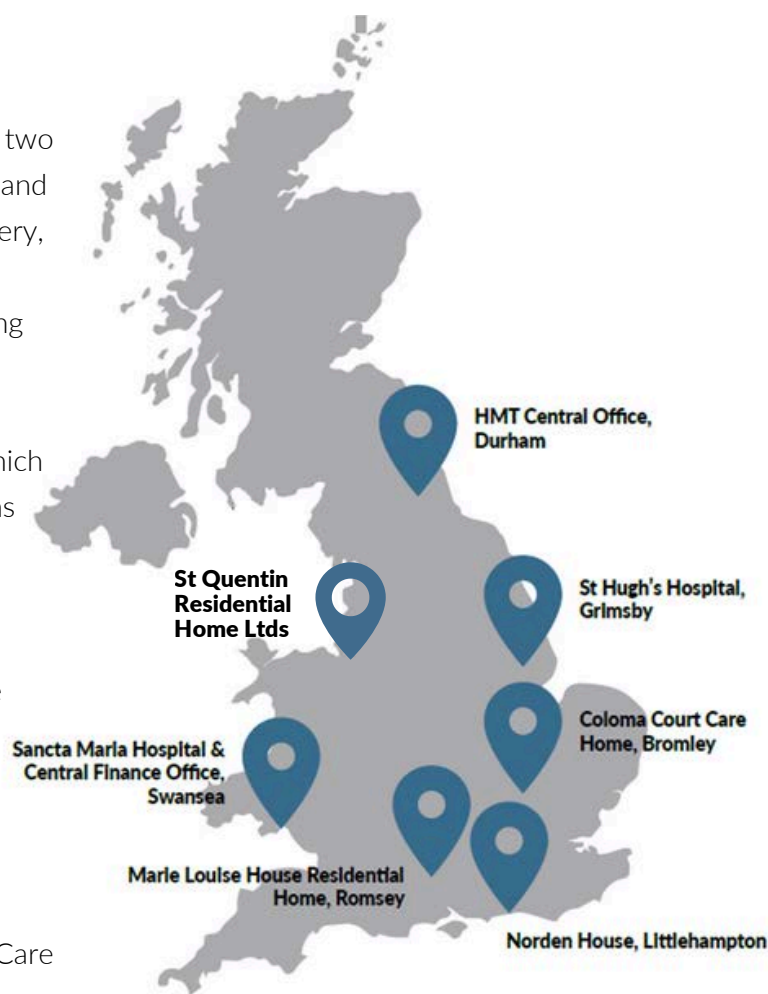 two
and
ery,
ng
HMT Central Office,
Durham
hich
as
St Quentin
Residential
Home Ltds
St Hugh's Hospital,
Grimsby
Coloma Court Care
Home, Bromley
Sancta Maria Hospital &
Central Finance Office,
Swansea
Marie Louise House Residential
Home, Romsey
Norden House, Littlehampton
Care